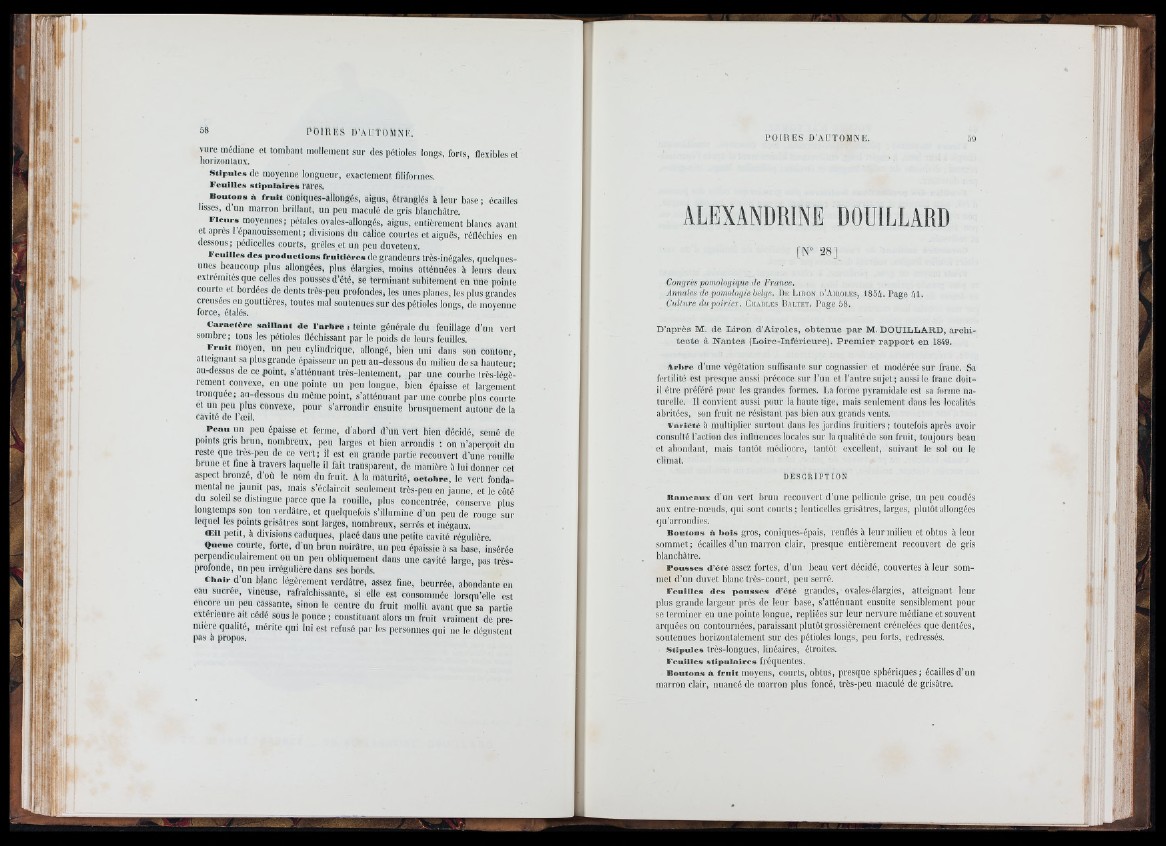 58 POIRES D'AUTOMNE.
vure médiane et tombant mollement sur des pétioles longs, forts, flexibles et
horizontaux.
Stipules de moyenne longueur, exactement filiformes.
Feuilles stipulaires rares.
Boutons à fruit coniques-allongés, aigus, étranglés à leur base; écailles
lisses, d'un marron brillant, un peu maculé de gris blanchâtre.
Fleurs moyennes; pétales ovales-allongés, aigus, entièrement blancs avant
et après l'épanouissement; divisions du calice courtes et aiguës, réfléchies en
dessous; pédicelles courts, grêles et un peu duveteux.
Feuilles des productions fruitières de grandeurs très-inégales, quelques-
unes beaucoup plus allongées, plus élargies, moins atténuées à leurs deux
extrémités que celles des pousses d'été, se terminant subitement en une pointe
courte et bordées de dents très-peu profondes, les unes planes, les plus grandes
creusées en gouttières, toutes mal soutenues sur des pétioles longs, de moyenne
force, étalés.
Caractère saillant de l'arbre : teinte générale du feuillage d'un vert
sombre; tous les pétioles fléchissant par le poids de leurs feuilles.
Fruit moyen, un peu cylindrique, allongé, bien uni dans son contour,
atteignant sa plus grande épaisseur un peu au-dessous du milieu de sa hauteur;
au-dessus de ce point, s'atténuant très-lentement, par une courbe très-légè-
rement convexe, en une pointe un peu longue, bien épaisse et largement
tronquée; au-dessous du même point, s'atténuant par une courbe plus courte
et un peu plus convexe, pour s'arrondir ensuite brusquement autour de la
cavité de l'œil.
Peau un peu épaisse et ferme, d'abord d'un vert bien décidé, semé de
points gris brun, nombreux, peu larges et bien arrondis : on n'aperçoit du
reste que très-peu de ce vert; il est en grande partie recouvert d'une rouille
brune et fine à travers laquelle il fait transparent, de manière à lui donner cet
aspect bronzé, d'où le nom du fruit. A la maturité, octobre, le vert fonda-
mental ne jaunit pas, mais s'éclaircit seulement très-peu en jaune, et le côté
du soleil se distingue parce que la rouille, plus concentrée, conserve plus
longtemps son ton verdâtre, et quelquefois s'illumine d'un peu de rouge sur
lequel les points grisâtres sont larges, nombreux, serrés et inégaux.
Œil petit, à divisions caduques, placé dans une petite cavité régulière.
Queue courte, forte, d'un brun noirâtre, un peu épaissie à sa base, insérée
perpendiculairement ou un peu obliquement dans une cavité large, pas très-
profonde, un peu irrégulière dans ses bords.
Chair d'un blanc légèrement verdâtre, assez fine, beurrée, abondante en
eau sucrée, vineuse, rafraîchissante, si elle est consommée lorsqu'elle est
encore un peu cassante, sinon le centre du fruit mollit avant que sa partie
extérieure ait cédé sous le pouce; constituant alors un fruit vraiment de pre-
mière qualité, mérite qui lui est refusé par les personnes qui ne le dégustent
pas à propos.
POIRES D'AUTOMNE. 59
ALEXANDRINE DOUILLARD
[N° 28]
Congrès pomologique de France.
Annales de pomologie belge. DE LIRON D'AIROLES, 1854. Page 41.
Culture du poirier. CHARLES BALTET. Page 58.
D'après M. de Liron d'Airoles, obtenue par M. DOUILLARD, archi-
tecte à Nantes (Loire-Inférieure). Premier rapport en 1849.
Arbre d'une végétation suffisante sur cognassier et modérée sur franc. Sa
fertilité est presque aussi précoce sur l'un et l'autre sujet; aussi le franc doit-
il être préféré pour les grandes formes. La forme pyramidale est sa forme na-
turelle. Il convient aussi pour la haute tige, mais seulement dans les localités
abritées, son fruit ne résistant pas bien aux grands vents.
Variété à multiplier surtout dans les jardins fruitiers; toutefois après avoir
consulté l'action des influences locales sur la qualité de son fruit, toujours beau
et abondant, mais tantôt médiocre, tantôt excellent, suivant le sol ou le
climat.
DESCRIPTION
Rameaux d'un vert brun recouvert d'une pellicule grise, un peu coudés
aux entre-nœuds, qui sont courts; lenticelles grisâtres, larges, plutôt allongées
qu'arrondies.
Boutons à bois gros, coniques-épais, renflés à leur milieu et obtus à leur
sommet; écailles d'un marron clair, presque entièrement recouvert de gris
blanchâtre.
Pousses d'été assez fortes, d'un beau vert décidé, couvertes à leur som-
met d'un duvet blanc très-court, peu serré.
Feuilles des pousses d'été grandes, ovales-élargies, atteignant leur
plus grande largeur près de leur base, s'atténuant ensuite sensiblement pour
se terminer en une pointe longue, repliées sur leur nervure médiane et souvent
arquées ou contournées, paraissant plutôt grossièrement crénelées que dentées,
soutenues horizontalement sur des pétioles longs, peu forts, redressés.
Stipules très-longues, linéaires, étroites.
Feuilles stipulaires fréquentes.
Boutons à fruit moyens, courts, obtus, presque sphériques; écailles d'un
marron clair, nuancé de marron plus foncé, très-peu maculé de grisâtre.